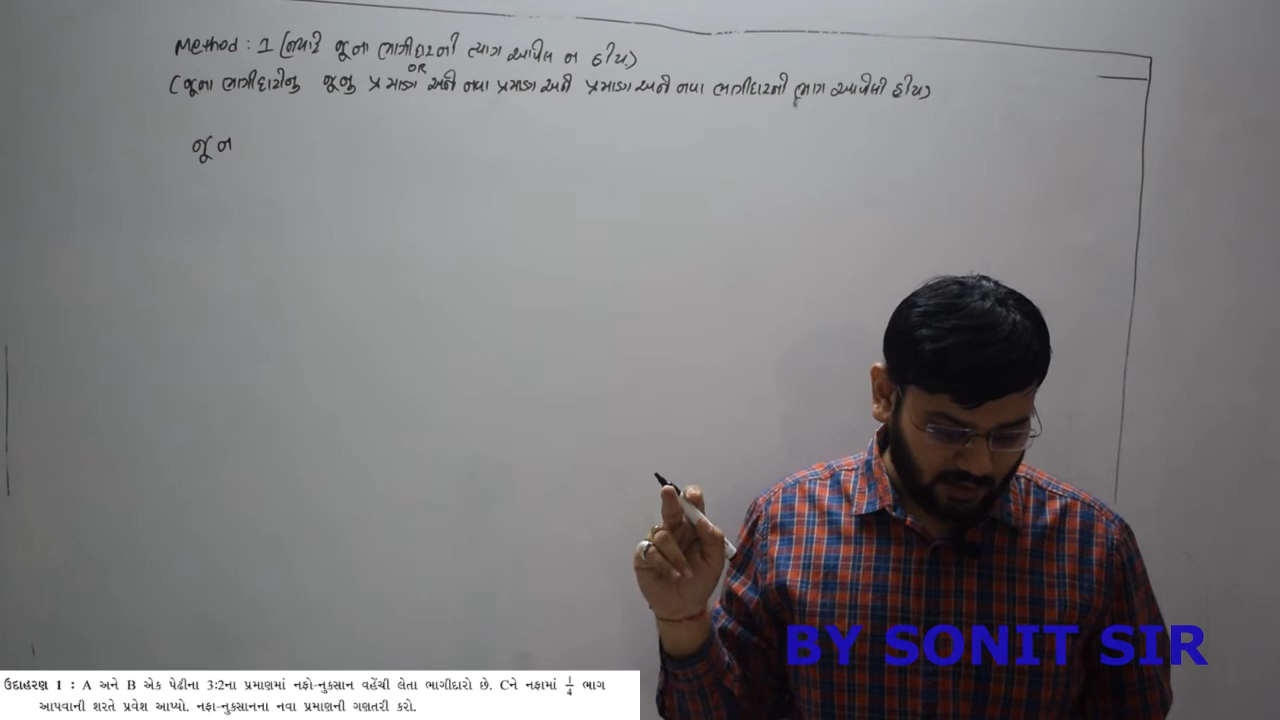 Method : 1 (જ્યારે જૂના ભાગીદારની ત્યાગ આપેલ ન હોય)
OR
(જૂના ભાગીદારોનુ જૂનુ પ્રમાણ અને નવા પ્રમાણ અને પ્રમાણ અને નવા ભાગીદારનો ભાગ આપેલો હોય)
જૂન
BY SONIT SIR
ઉદાહરણ 1 : A અને B એક પેઢીના 3:2ના પ્રમાણમાં નફો-નુકસાન વહેંચી લેતા ભાગીદારો છે. Cને નફામાં 1/4 ભાગ
આપવાની શરતે પ્રવેશ આપ્યો. નફા-નુકસાનના નવા પ્રમાણની ગણતરી કરો.